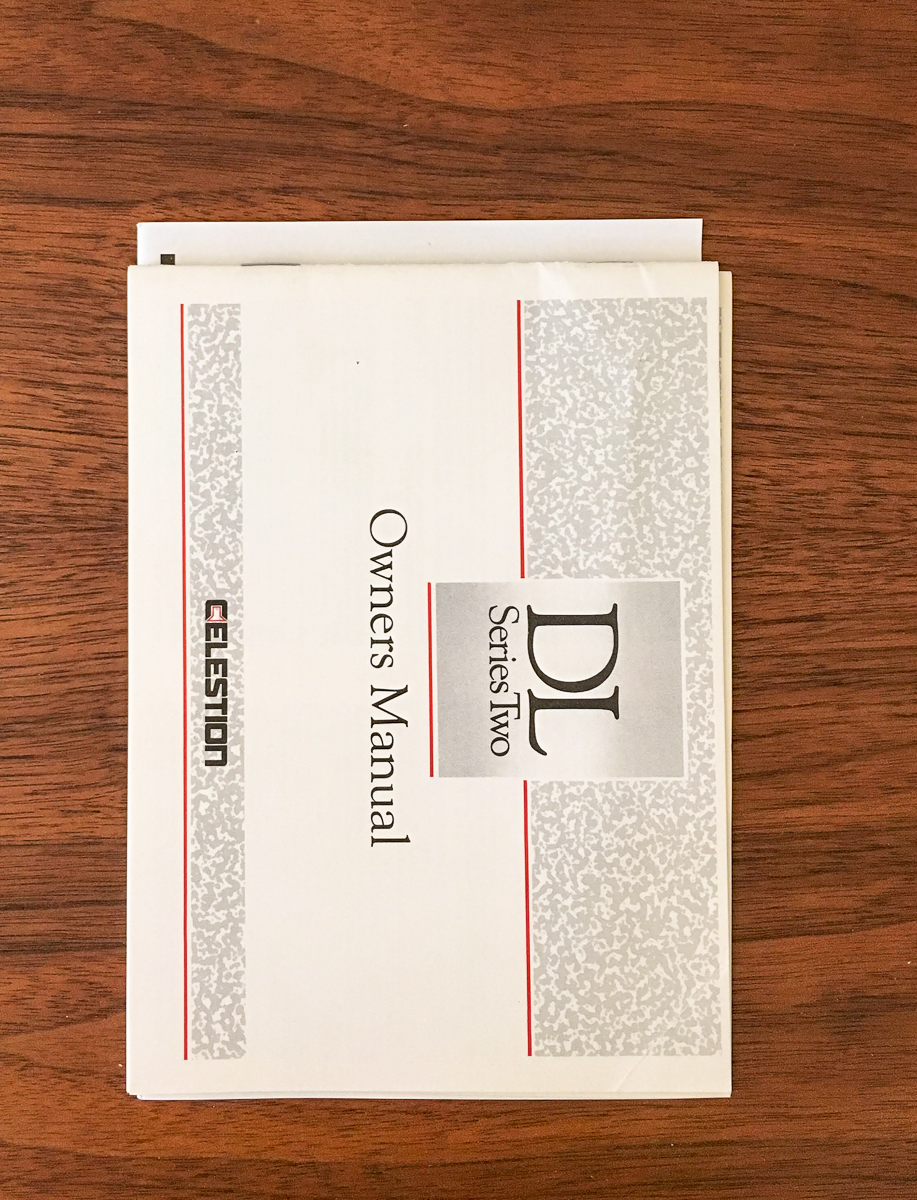 DL
Series Two
Owners Manual
CELESTION